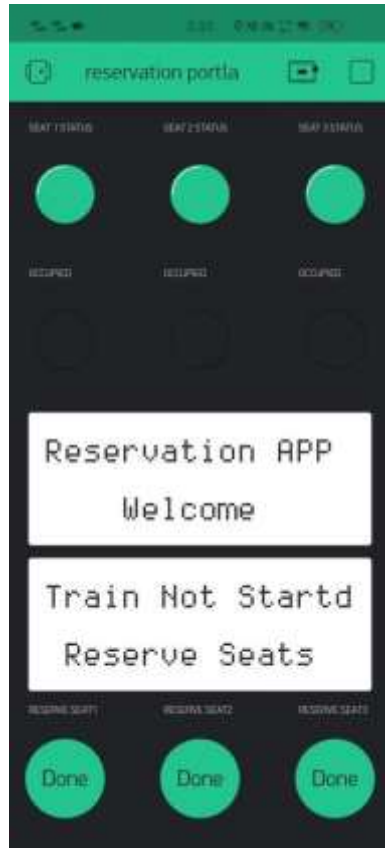 reservation portla
SEAT 1 STATUS SEAT 2 STATUS SEAT 3 STATUS
OCCUPIED OCCUPIED OCCUPIED
Reservation APP
Welcome
Train Not Startd
Reserve Seats
RESERVE SEAT1 RESERVE SEAT2 RESERVE SEAT3
Done Done Done